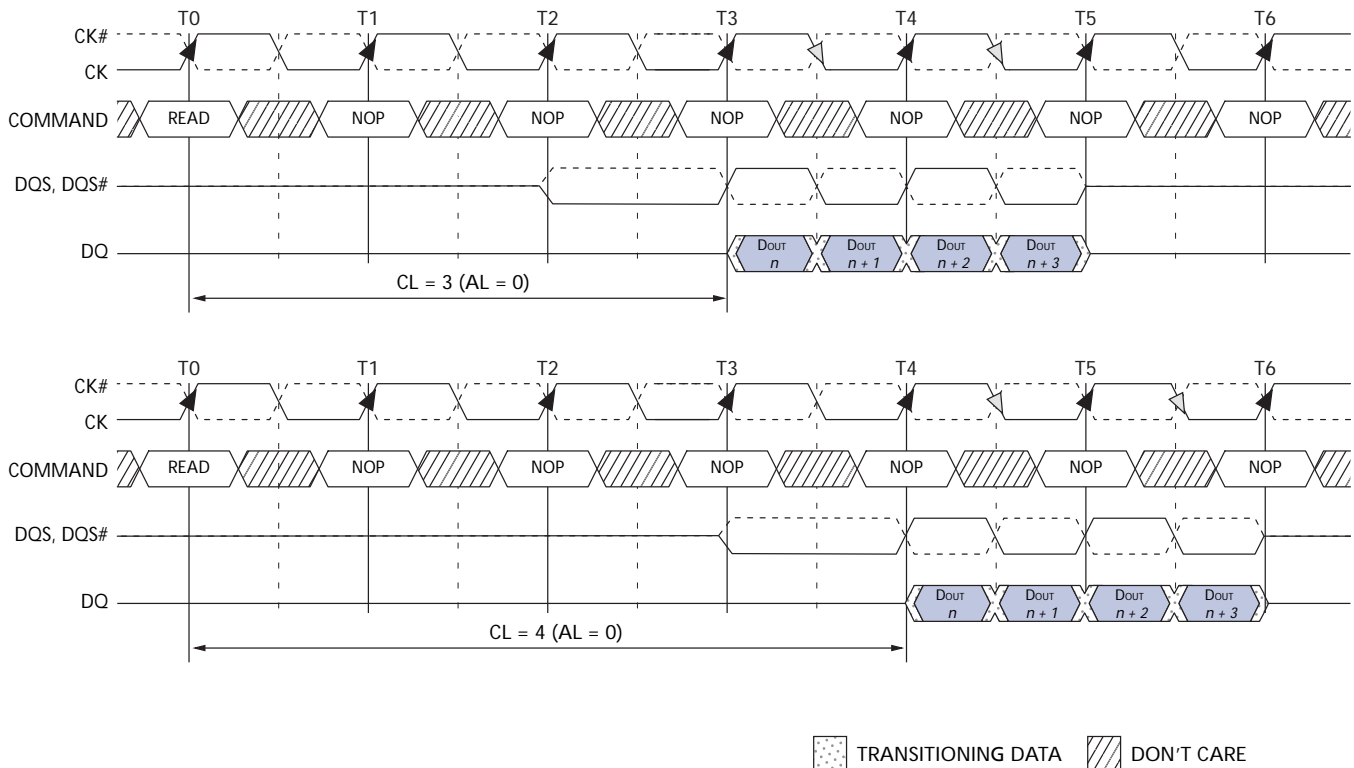 T0 T1 T2 T3 T4 T5 T6
CK#
CK
COMMAND READ NOP NOP NOP NOP NOP NOP
DQS, DQS#
DQ DOUT n DOUT n + 1 DOUT n + 2 DOUT n + 3
CL = 3 (AL = 0)
T0 T1 T2 T3 T4 T5 T6
CK#
CK
COMMAND READ NOP NOP NOP NOP NOP NOP
DQS, DQS#
DQ DOUT n DOUT n + 1 DOUT n + 2 DOUT n + 3
CL = 4 (AL = 0)
TRANSITIONING DATA DON'T CARE